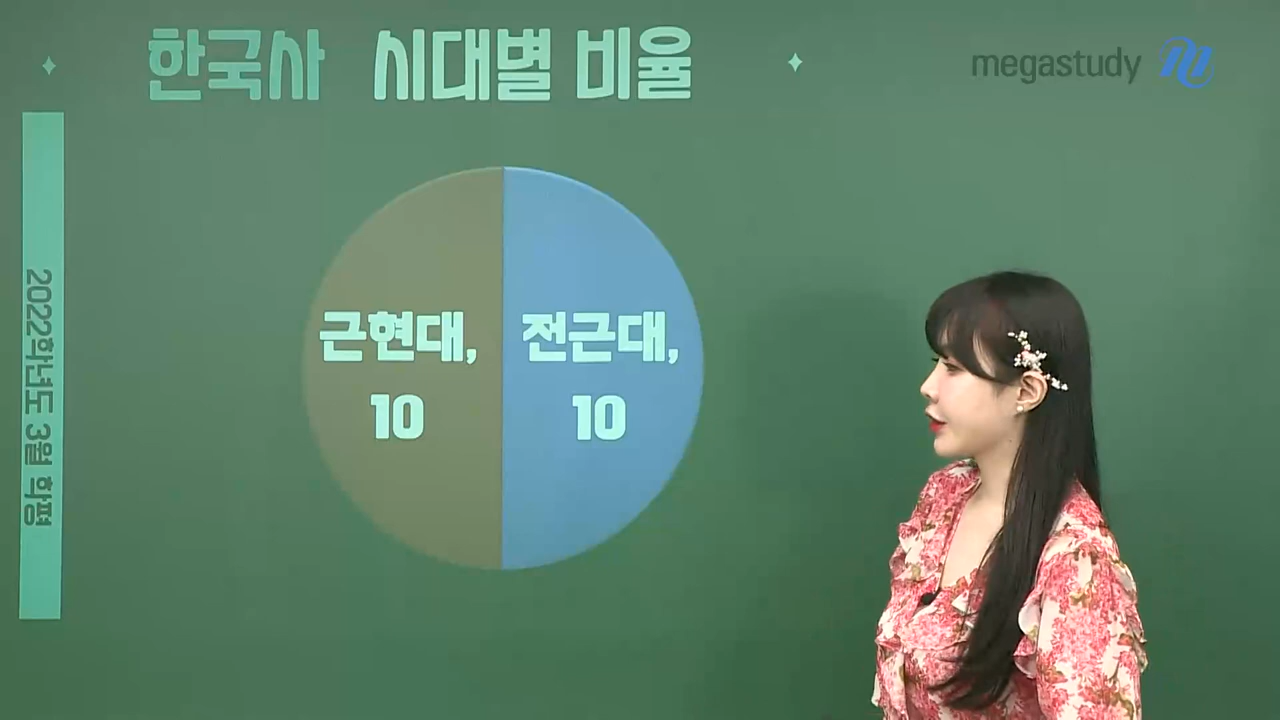 한국사 시대별 비율
megastudy
2022학년도 3월 학평
근현대,
10
전근대,
10